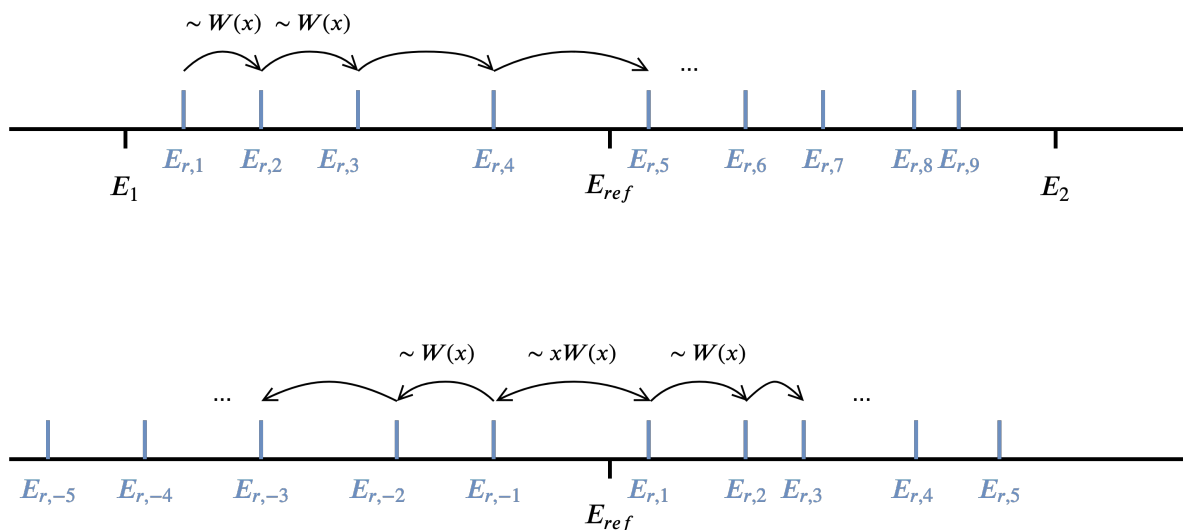 ∼ W(x) ∼ W(x)
...
E_{r,1} E_{r,2} E_{r,3} E_{r,4} E_{r,5} E_{r,6} E_{r,7} E_{r,8} E_{r,9}
E_1 E_{ref} E_2
∼ W(x) ∼ xW(x) ∼ W(x)
... ...
E_{r,−5} E_{r,−4} E_{r,−3} E_{r,−2} E_{r,−1} E_{r,1} E_{r,2} E_{r,3} E_{r,4} E_{r,5}
E_{ref}